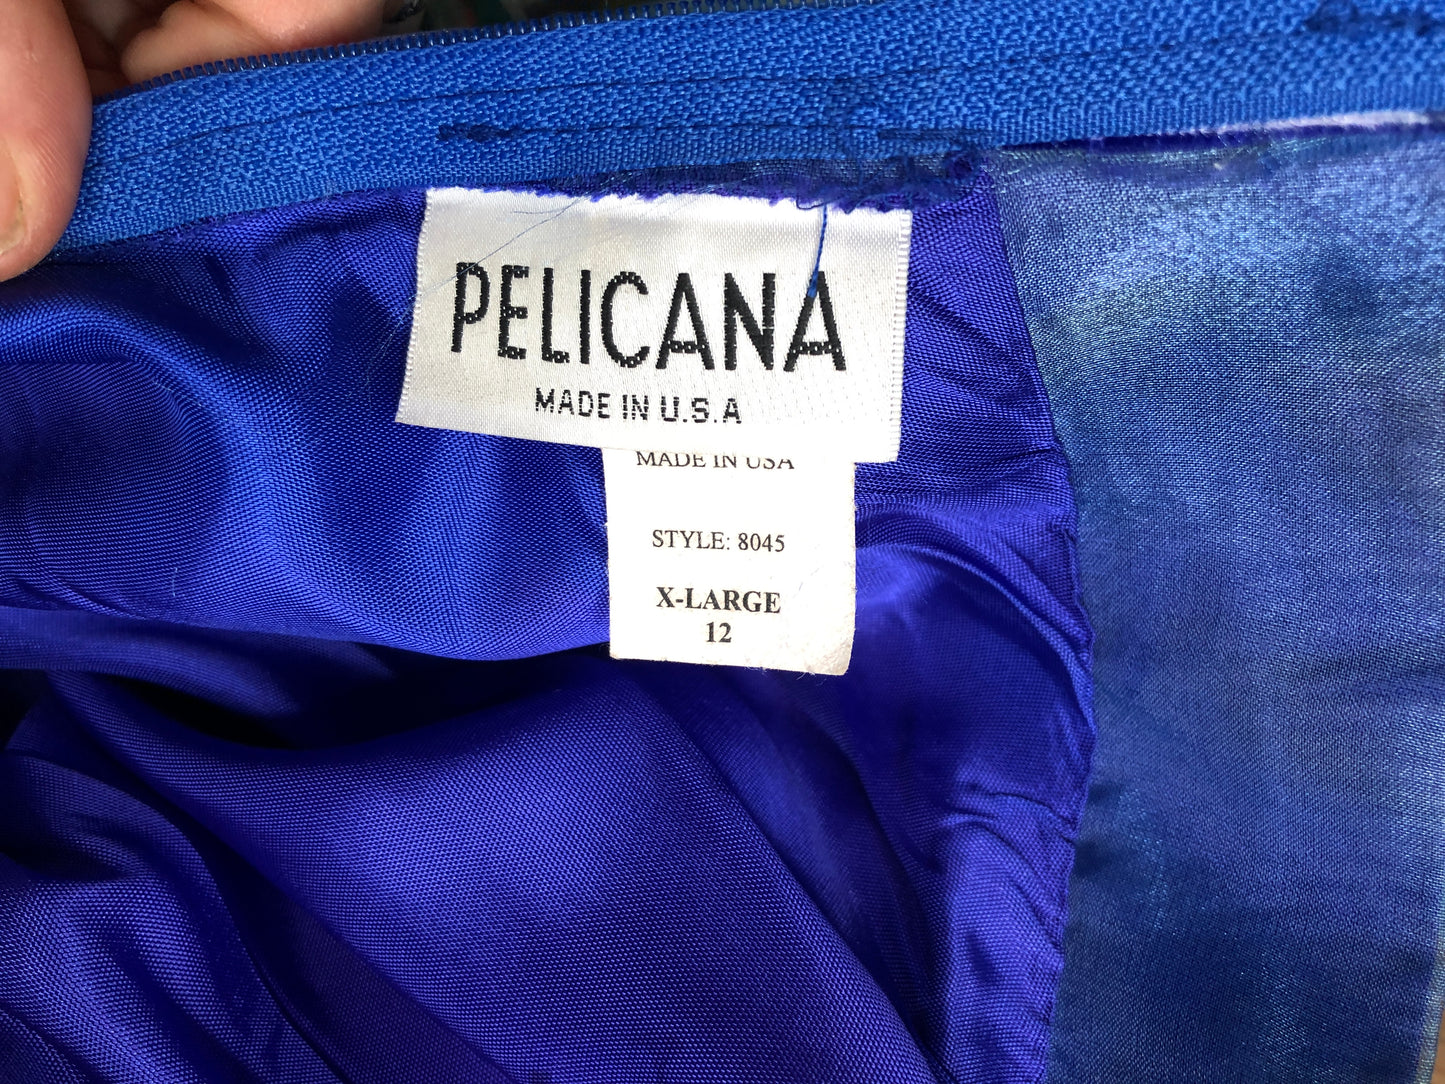 PELICANA
MADE IN U.S.A
MADE IN USA
STYLE: 8045
X-LARGE
12